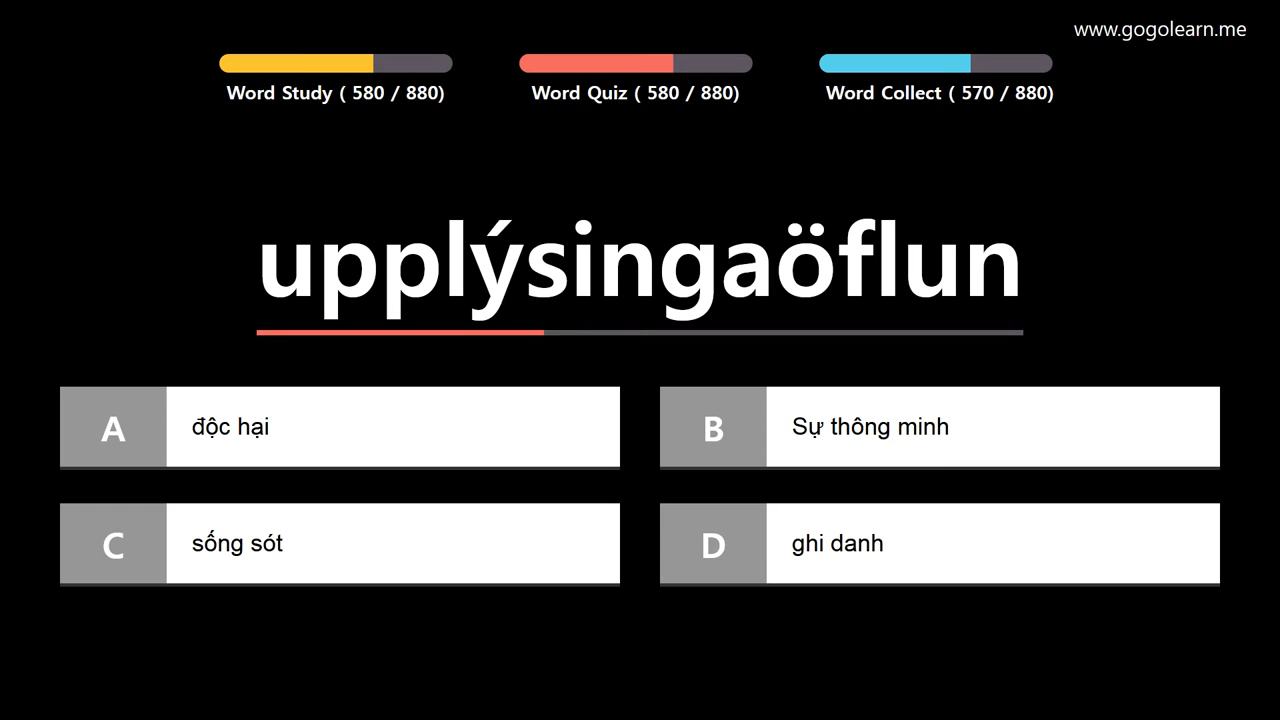 www.gogolearn.me
Word Study ( 580 / 880)
Word Quiz ( 580 / 880)
Word Collect ( 570 / 880)
upplýsingaöflun
A
độc hại
B
Sự thông minh
C
sống sót
D
ghi danh